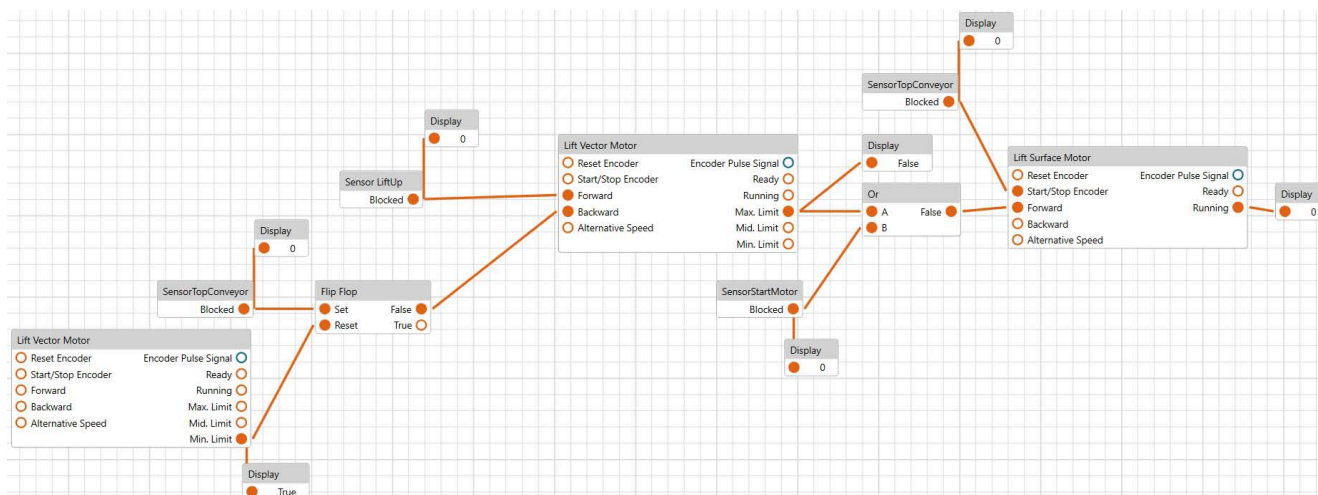 Display
0
SensorTopConveyor
Blocked
Display
0
Sensor LiftUp
Blocked
Lift Vector Motor
Reset Encoder Encoder Pulse Signal
Start/Stop Encoder Ready
Forward Running
Backward Max. Limit
Alternative Speed Mid. Limit
Min. Limit
Display
False
Or
A False
B
Lift Surface Motor
Reset Encoder Encoder Pulse Signal
Start/Stop Encoder Ready
Forward Running
Backward
Alternative Speed
Display
0
Display
0
SensorTopConveyor
Blocked
Flip Flop
Set False
Reset True
SensorStartMotor
Blocked
Display
0
Lift Vector Motor
Reset Encoder Encoder Pulse Signal
Start/Stop Encoder Ready
Forward Running
Backward Max. Limit
Alternative Speed Mid. Limit
Min. Limit
Display
True